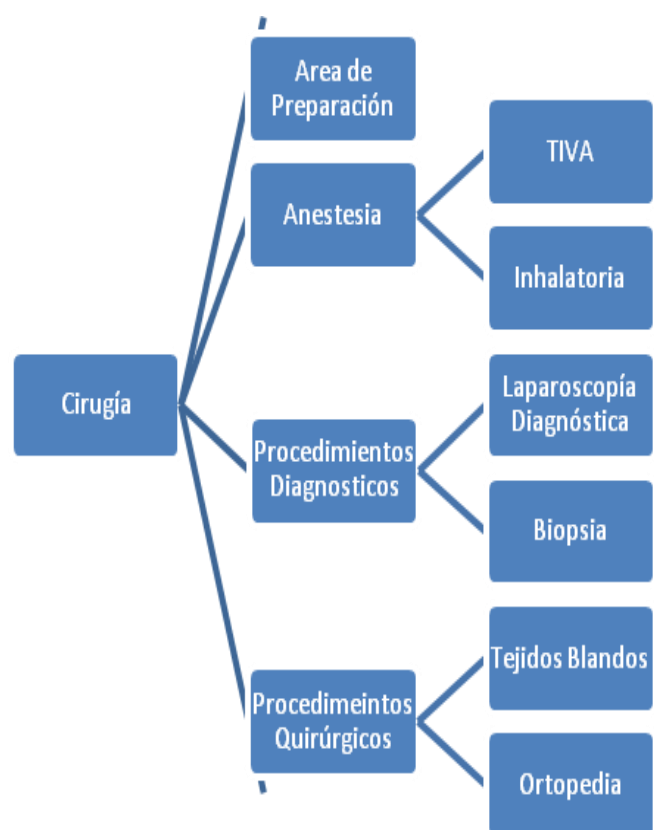 Area de
Preparación
Anestesia
TIVA
Inhalatoria
Cirugía
Procedimientos
Diagnosticos
Laparoscopía
Diagnóstica
Biopsia
Procedimeintos
Quirúrgicos
Tejidos Blandos
Ortopedia